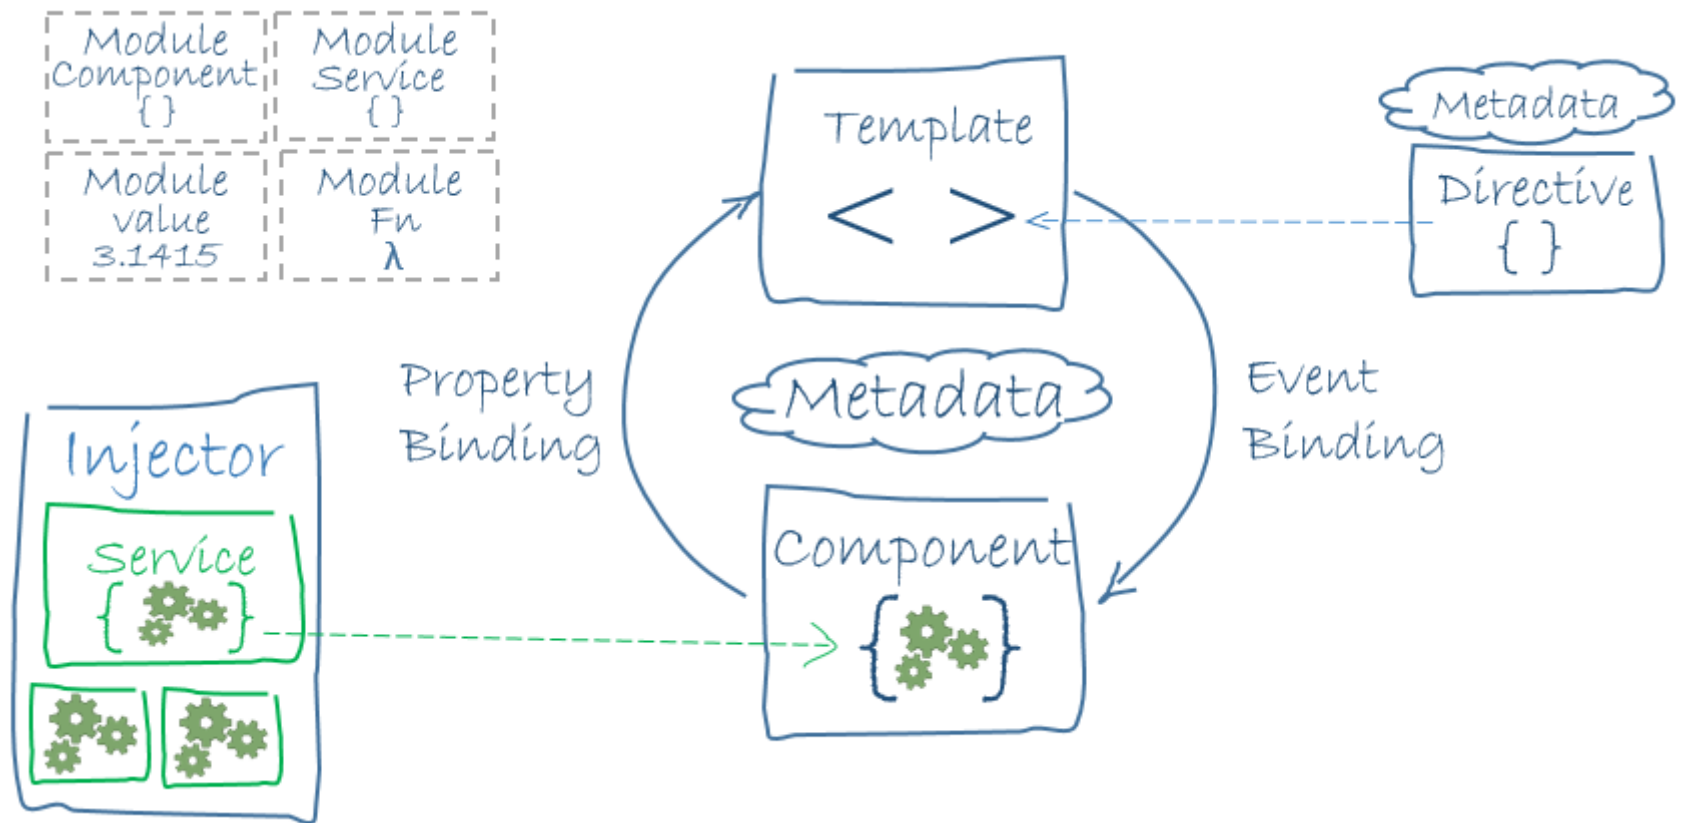 Module
Component
{ }
Module
Service
{ }
Module
value
3.1415
Module
Fn
λ
Template
< >
Metadata
Directive
{ }
Property
Binding
Metadata
Event
Binding
Injector
Service
{ }
Component
{ }